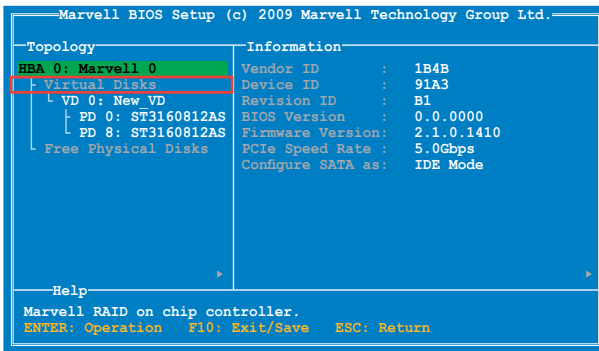 Marvell BIOS Setup (c) 2009 Marvell Technology Group Ltd.
Topology
HBA 0: Marvell 0
Virtual Disks
VD 0: New_VD
PD 0: ST3160812AS
PD 8: ST3160812AS
Free Physical Disks
Information
Vendor ID : 1B4B
Device ID : 91A3
Revision ID : B1
BIOS Version : 0.0.0000
Firmware Version: 2.1.0.1410
PCIe Speed Rate : 5.0Gbps
Configure SATA as: IDE Mode
Help
Marvell RAID on chip controller.
ENTER: Operation F10: Exit/Save ESC: Return